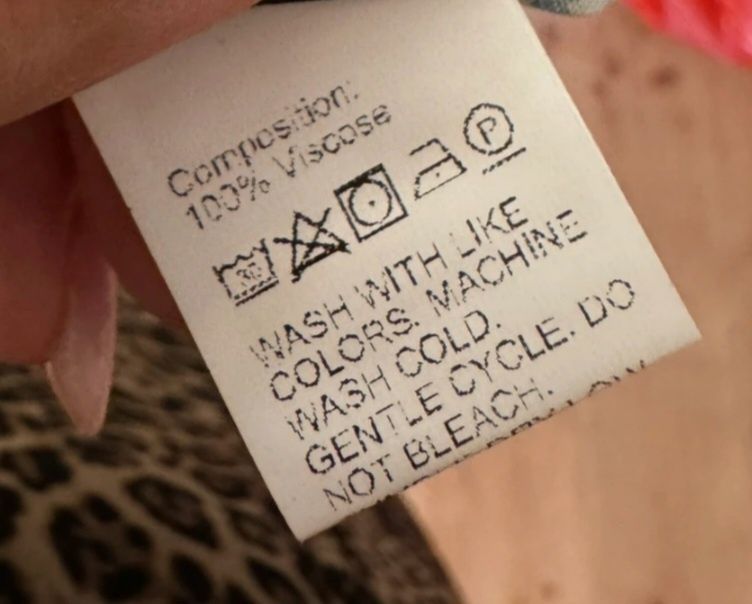 Composition:
100% Viscose
30 P
WASH WITH LIKE
COLORS. MACHINE
WASH COLD.
GENTLE CYCLE. DO
NOT BLEACH.